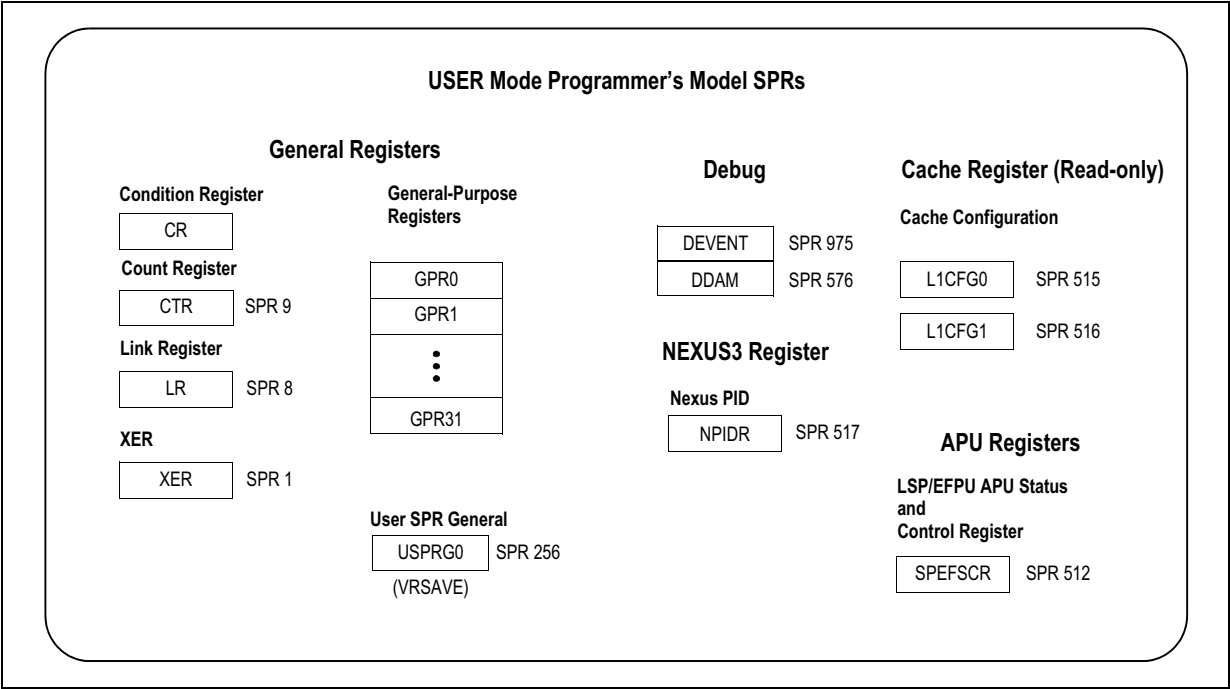 USER Mode Programmer’s Model SPRs
General Registers
Condition Register
CR
Count Register
CTR SPR 9
Link Register
LR SPR 8
XER
XER SPR 1
General-Purpose
Registers
GPR0
GPR1
GPR31
User SPR General
USPRG0 SPR 256
(VRSAVE)
Debug
DEVENT SPR 975
DDAM SPR 576
NEXUS3 Register
Nexus PID
NPIDR SPR 517
Cache Register (Read-only)
Cache Configuration
L1CFG0 SPR 515
L1CFG1 SPR 516
APU Registers
LSP/EFPU APU Status
and
Control Register
SPEFSCR SPR 512